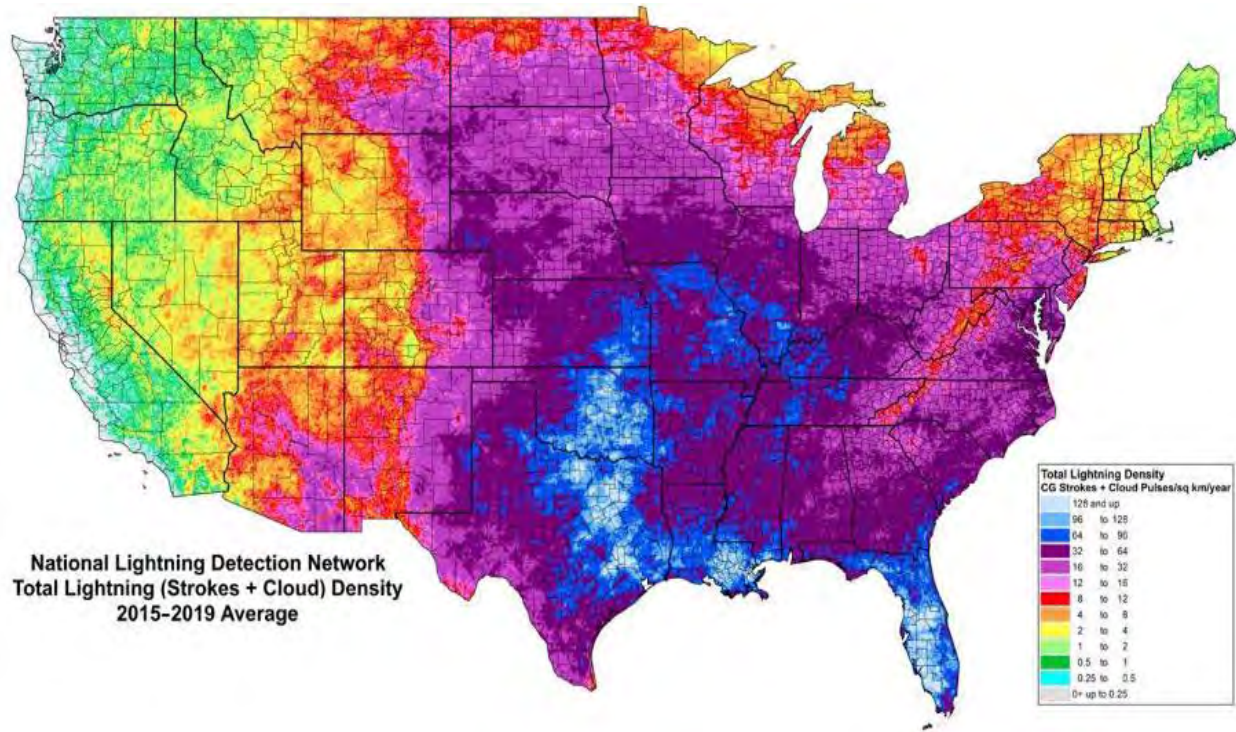 National Lightning Detection Network
Total Lightning (Strokes + Cloud) Density
2015–2019 Average
Total Lightning Density
CG Strokes + Cloud Pulses/sq km/year
128 and up
96 to 128
64 to 96
32 to 64
16 to 32
12 to 16
8 to 12
4 to 8
2 to 4
1 to 2
0.5 to 1
0.25 to 0.5
0+ up to 0.25